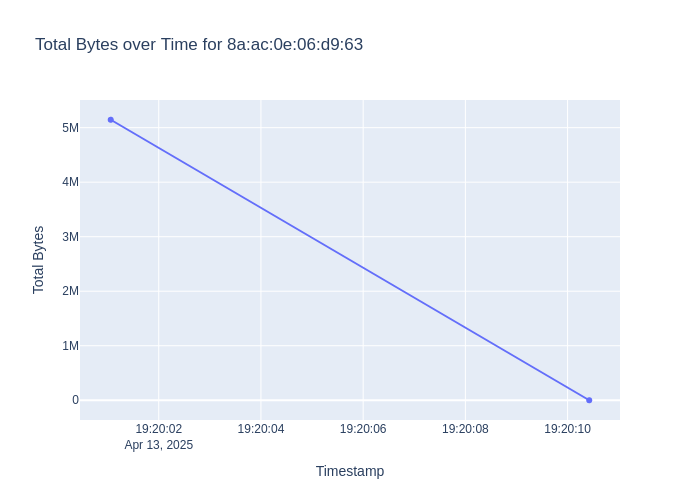 Total Bytes over Time for 8a:ac:0e:06:d9:63
5M
4M
3M
2M
1M
0
Total Bytes
19:20:02 19:20:04 19:20:06 19:20:08 19:20:10
Apr 13, 2025
Timestamp